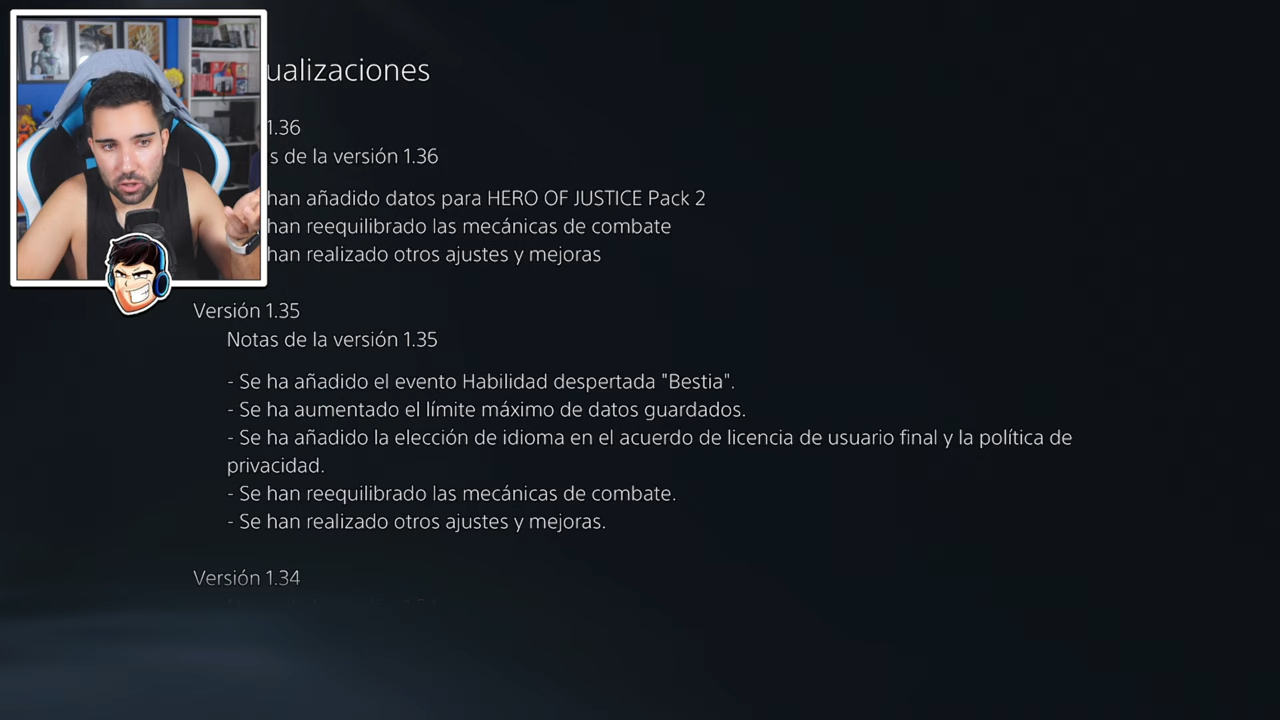 ualizaciones
1.36
s de la versión 1.36
han añadido datos para HERO OF JUSTICE Pack 2
han reequilibrado las mecánicas de combate
han realizado otros ajustes y mejoras
Versión 1.35
Notas de la versión 1.35
- Se ha añadido el evento Habilidad despertada "Bestia".
- Se ha aumentado el límite máximo de datos guardados.
- Se ha añadido la elección de idioma en el acuerdo de licencia de usuario final y la política de
privacidad.
- Se han reequilibrado las mecánicas de combate.
- Se han realizado otros ajustes y mejoras.
Versión 1.34